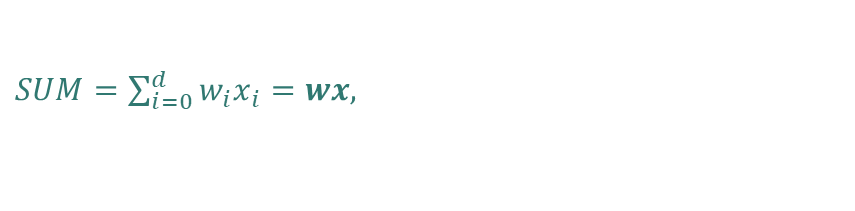 SUM = ∑_{i=0}^{d} w_i x_i = wx,